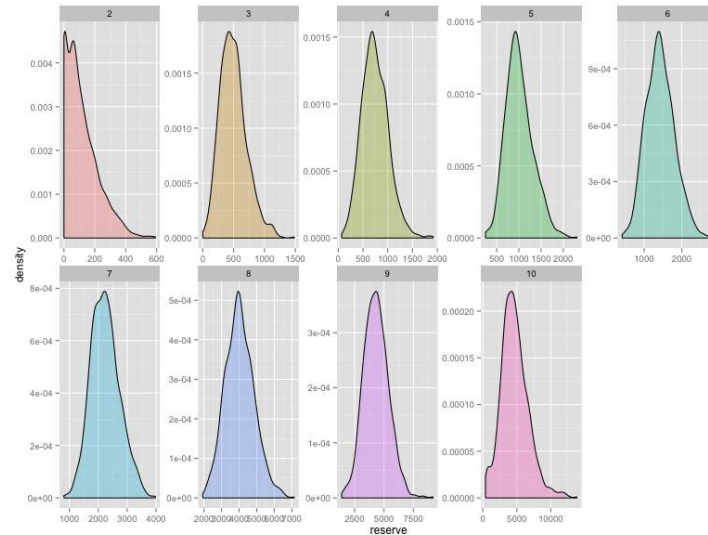 2 3 4 5 6
0.004 0.003 0.002 0.001 0.000
0 200 400 600
0.0015 0.0010 0.0005 0.0000
0 500 1000 1500
0.0015 0.0010 0.0005 0.0000
0 500 1000 1500 2000
0.0015 0.0010 0.0005 0.0000
500 1000 1500 2000
9e-04 6e-04 3e-04 0e+00
1000 2000
density
7 8 9 10
8e-04 6e-04 4e-04 2e-04 0e+00
1000 2000 3000 4000
5e-04 4e-04 3e-04 2e-04 1e-04 0e+00
2000 3000 4000 5000 6000 7000
3e-04 2e-04 1e-04 0e+00
2500 5000 7500
0.00020 0.00015 0.00010 0.00005 0.00000
0 5000 10000
reserve